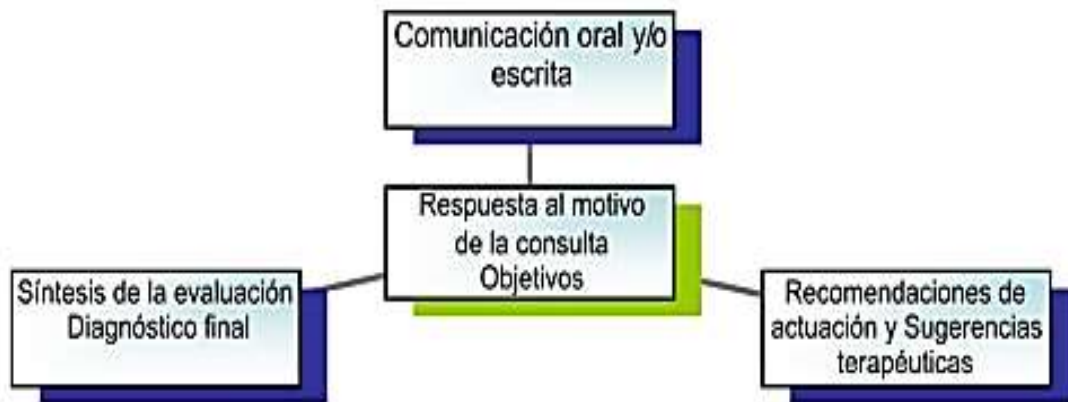 Comunicación oral y/o
escrita
Respuesta al motivo
de la consulta
Objetivos
Síntesis de la evaluación
Diagnóstico final
Recomendaciones de
actuación y Sugerencias
terapéuticas